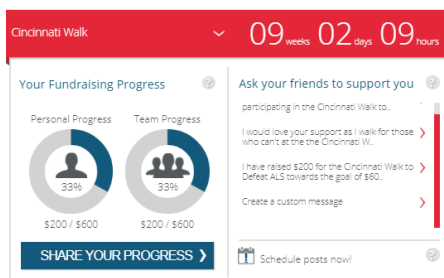 Cincinnati Walk
09 weeks 02 days 09 hours
Your Fundraising Progress
Personal Progress
Team Progress
33%
33%
$200 / $600
$200 / $600
SHARE YOUR PROGRESS
Ask your friends to support you
participating in the Cincinnati Walk to..
I would love your support as I walk for those
who can't at the the Cincinnati W..
I have raised $200 for the Cincinnati Walk to
Defeat ALS towards the goal of $60..
Create a custom message
Schedule posts now!